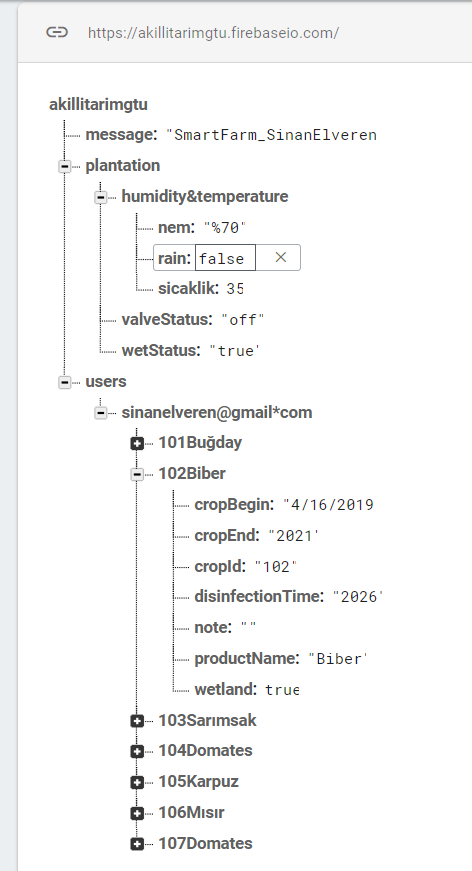 https://akillitarimgtu.firebaseio.com/
akillitarimgtu
message: "SmartFarm_SinanElveren
plantation
humidity&temperature
nem: "%70"
rain: false ×
sicaklik: 35
valveStatus: "off"
wetStatus: "true'
users
sinanelveren@gmail*com
101Buğday
102Biber
cropBegin: "4/16/2019
cropEnd: "2021'
cropId: "102"
disinfectionTime: "2026'
note: ""
productName: "Biber'
wetland: true
103Sarımsak
104Domates
105Karpuz
106Mısır
107Domates